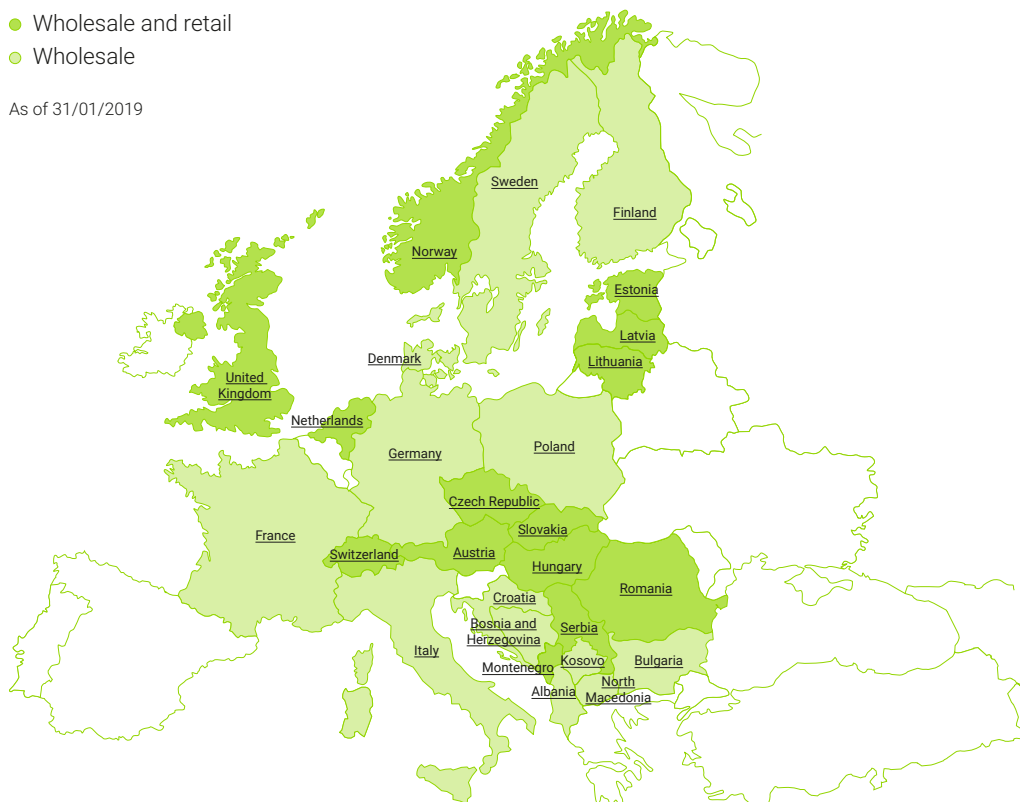 Wholesale and retail
Wholesale
As of 31/01/2019
Sweden
Finland
Norway
Estonia
Latvia
Denmark
Lithuania
United
Kingdom
Netherlands
Germany
Poland
Czech Republic
Slovakia
France
Switzerland
Austria
Hungary
Romania
Croatia
Bosnia and
Herzegovina
Serbia
Italy
Kosovo
Bulgaria
Montenegro
North
Macedonia
Albania